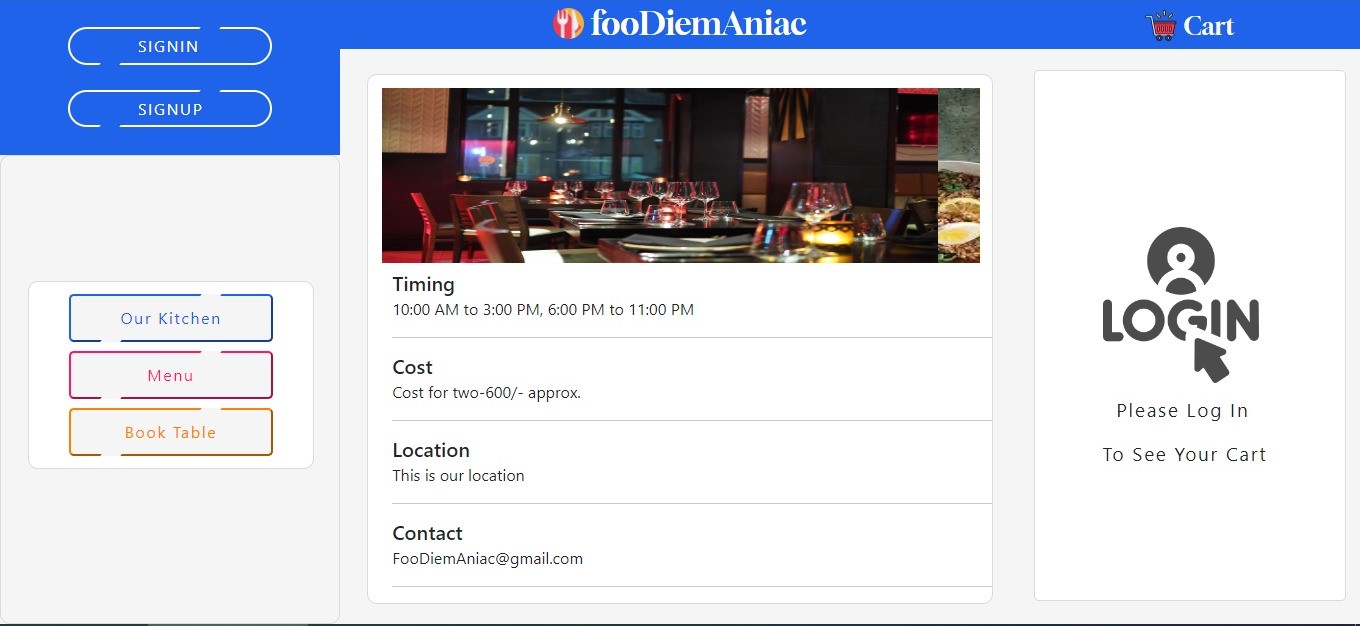 SIGNIN
SIGNUP
fooDiemAniac
Cart
Our Kitchen
Menu
Book Table
Timing
10:00 AM to 3:00 PM, 6:00 PM to 11:00 PM
Cost
Cost for two-600/- approx.
Location
This is our location
Contact
FooDiemAniac@gmail.com
LOGIN
Please Log In
To See Your Cart